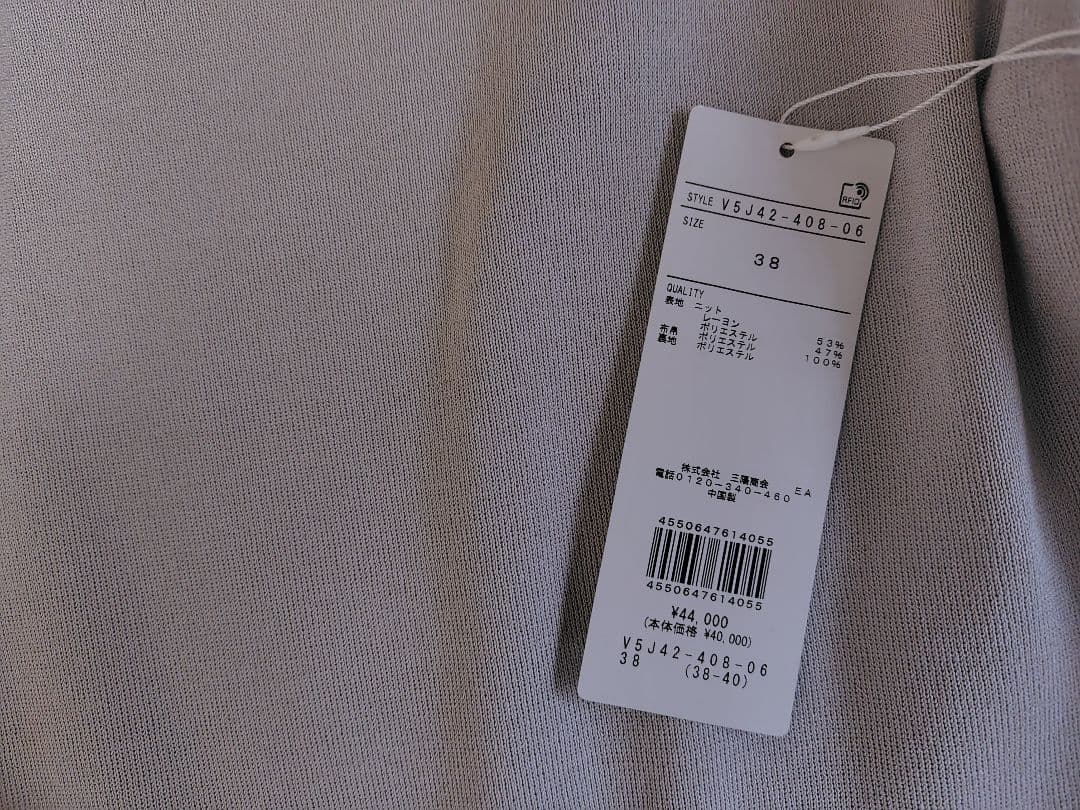 RFID
STYLE V5J42-408-06
SIZE
38
QUALITY
表地 ニット
レーヨン 53%
ポリエステル 47%
布帛 ポリエステル 100%
裏地 ポリエステル
株式会社 三陽商会 EA
電話0120-340-460
中国製
4550647614055
4550647614055
¥44,000
(本体価格 ¥40,000)
V5J42-408-06
38 (38-40)